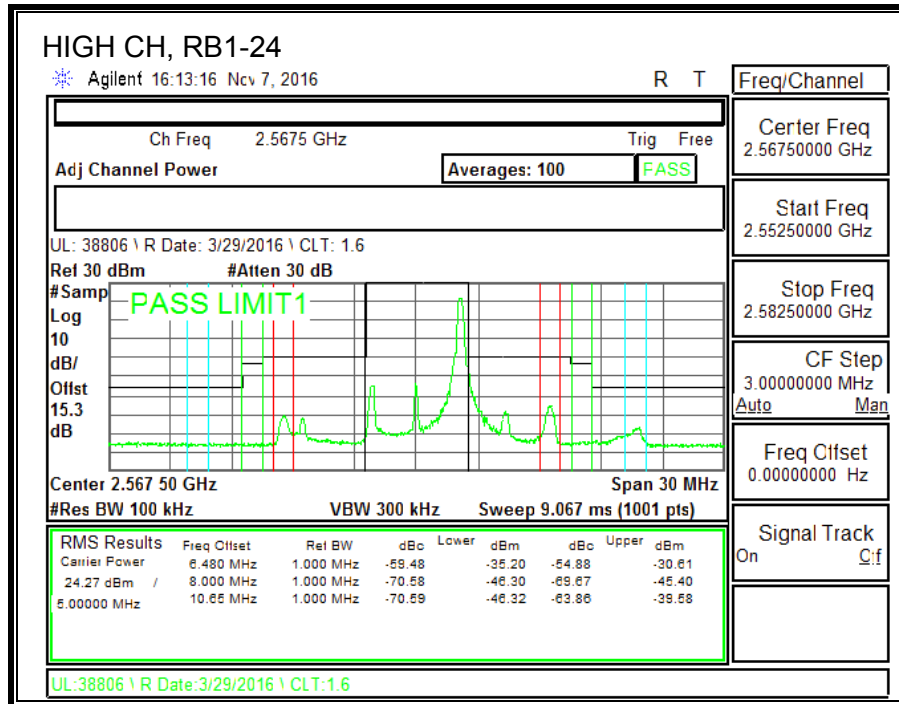 HIGH CH, RB1-24
Agilent 16:13:16 Nov 7, 2016 R T
Freq/Channel
Ch Freq 2.5675 GHz Trig Free
Adj Channel Power Averages: 100 PASS
UL: 38806 \ R Date: 3/29/2016 \ CLT: 1.6
Ref 30 dBm #Atten 30 dB
#Samp
Log
10
dB/
Offst
15.3
dB
PASS LIMIT1
Center 2.567 50 GHz Span 30 MHz
#Res BW 100 kHz VBW 300 kHz Sweep 9.067 ms (1001 pts)
RMS Results Freq Offset Ref BW dBc Lower dBm dBc Upper dBm
Carrier Power 6.480 MHz 1.000 MHz -59.48 -35.20 -54.88 -30.61
24.27 dBm / 8.000 MHz 1.000 MHz -70.58 -46.30 -69.67 -45.40
5.00000 MHz 10.65 MHz 1.000 MHz -70.59 -46.32 -63.86 -39.58
UL:38806 \ R Date:3/29/2016 \ CLT:1.6
Center Freq
2.56750000 GHz
Start Freq
2.55250000 GHz
Stop Freq
2.58250000 GHz
CF Step
3.00000000 MHz
Auto Man
Freq Offset
0.00000000 Hz
Signal Track
On Off